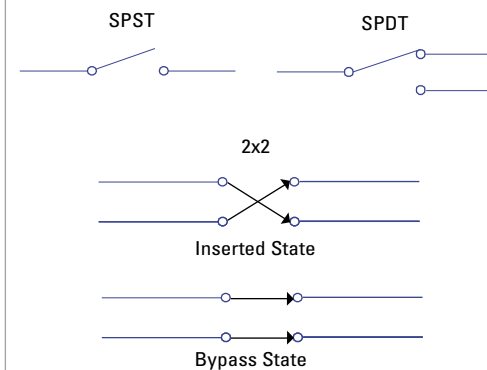 SPST
SPDT
2x2
Inserted State
Bypass State